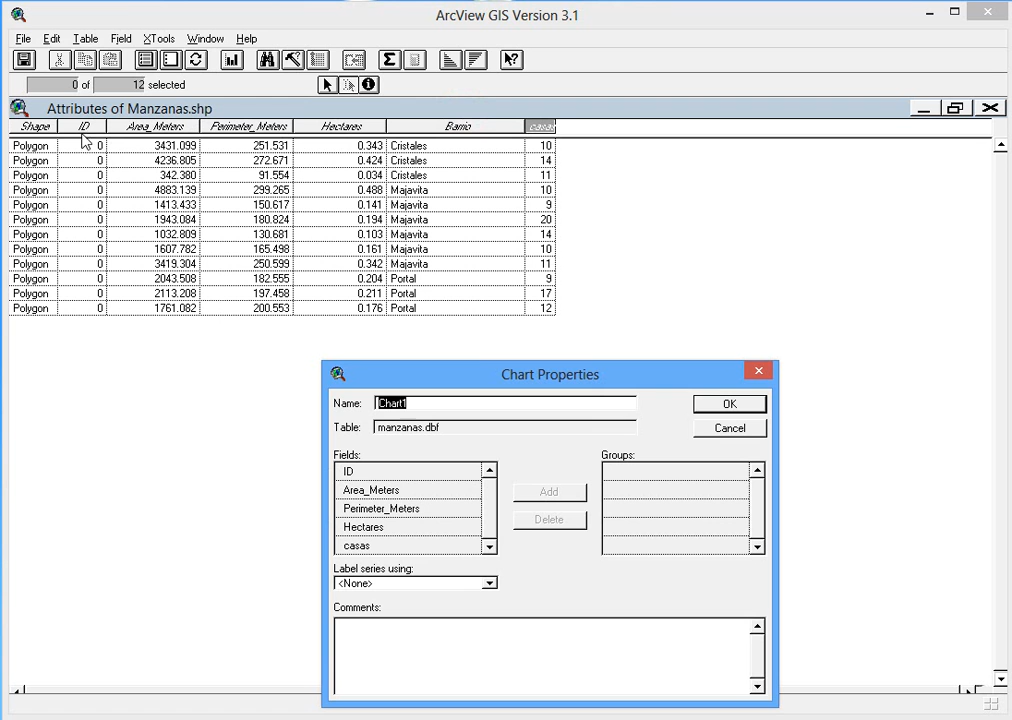 ArcView GIS Version 3.1
File Edit Table Field XTools Window Help
0 of 12 selected
Attributes of Manzanas.shp
Shape ID Area_Meters Perimeter_Meters Hectares Barrio casas
Polygon 0 3431.099 251.531 0.343 Cristales 10
Polygon 0 4236.805 272.671 0.424 Cristales 14
Polygon 0 342.380 91.554 0.034 Cristales 11
Polygon 0 4883.139 299.265 0.488 Majavita 10
Polygon 0 1413.433 150.617 0.141 Majavita 9
Polygon 0 1943.084 180.824 0.194 Majavita 20
Polygon 0 1032.809 130.681 0.103 Majavita 14
Polygon 0 1607.782 165.498 0.161 Majavita 10
Polygon 0 3419.304 250.599 0.342 Majavita 11
Polygon 0 2043.508 182.555 0.204 Portal 9
Polygon 0 2113.208 197.458 0.211 Portal 17
Polygon 0 1761.082 200.553 0.176 Portal 12
Chart Properties
Name: Chart1 OK
Table: manzanas.dbf Cancel
Fields: Groups:
ID
Area_Meters Add
Perimeter_Meters
Hectares Delete
casas
Label series using:
<None>
Comments: